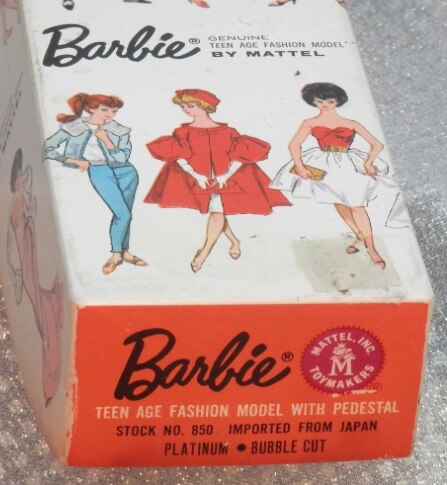 Barbie®
GENUINE
TEEN AGE FASHION MODEL
BY MATTEL
Barbie®
MATTEL, INC.
M
TOYMAKERS
TEEN AGE FASHION MODEL WITH PEDESTAL
STOCK NO. 850 IMPORTED FROM JAPAN
PLATINUM • BUBBLE CUT